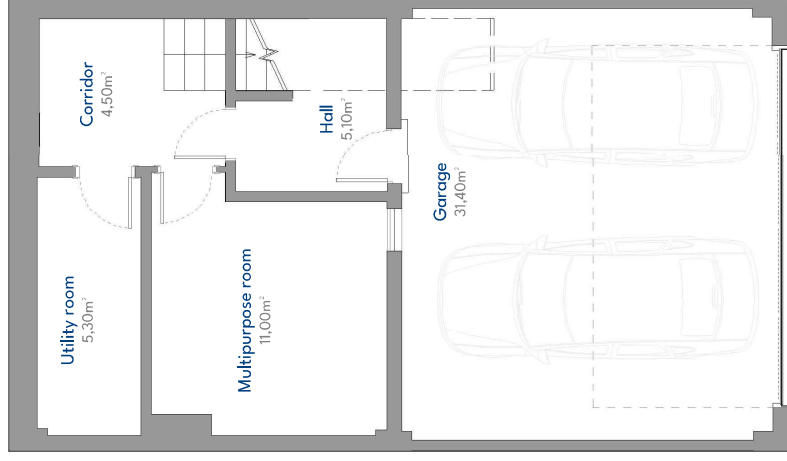 Corridor
4,50m²
Hall
5,10m²
Garage
31,40m²
Utility room
5,30m²
Multipurpose room
11,00m²